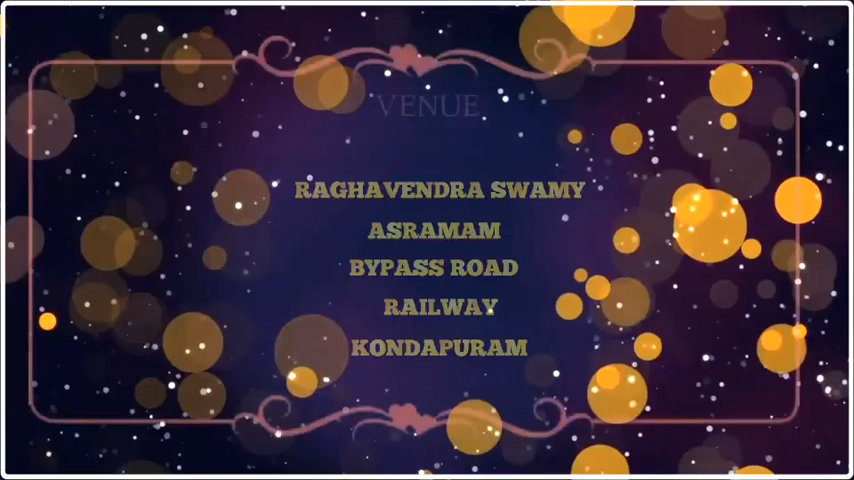 VENUE
RAGHAVENDRA SWAMY
ASRAMAM
BYPASS ROAD
RAILWAY
KONDAPURAM